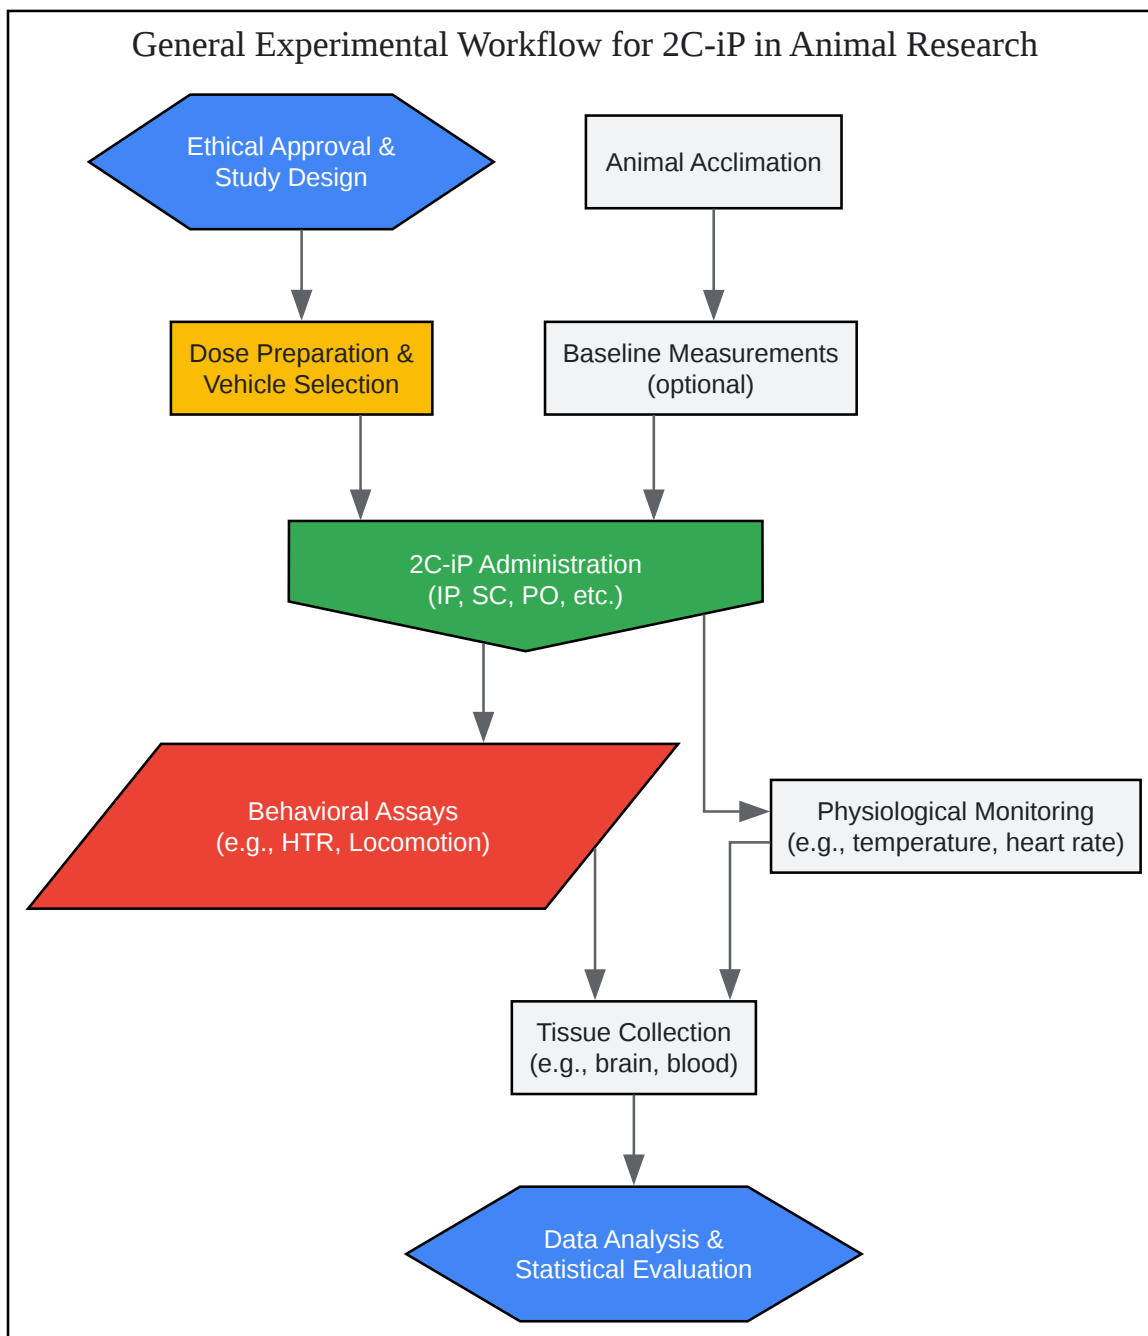 General Experimental Workflow for 2C-iP in Animal Research
Ethical Approval &
Study Design
Animal Acclimation
Dose Preparation &
Vehicle Selection
Baseline Measurements
(optional)
2C-iP Administration
(IP, SC, PO, etc.)
Behavioral Assays
(e.g., HTR, Locomotion)
Physiological Monitoring
(e.g., temperature, heart rate)
Tissue Collection
(e.g., brain, blood)
Data Analysis &
Statistical Evaluation